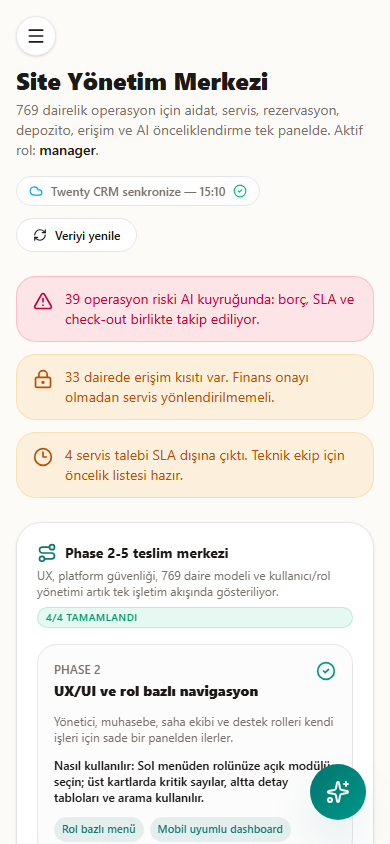 Site Yönetim Merkezi
769 dairelik operasyon için aidat, servis, rezervasyon,
depozito, erişim ve AI önceliklendirme tek panelde. Aktif
rol: manager.
Twenty CRM senkronize — 15:10
Veriyi yenile
39 operasyon riski AI kuyruğunda: borç, SLA ve
check-out birlikte takip ediliyor.
33 dairede erişim kısıtı var. Finans onayı
olmadan servis yönlendirilmemeli.
4 servis talebi SLA dışına çıktı. Teknik ekip için
öncelik listesi hazır.
Phase 2-5 teslim merkezi
UX, platform güvenliği, 769 daire modeli ve kullanıcı/rol
yönetimi artık tek işletim akışında gösteriliyor.
4/4 TAMAMLANDI
PHASE 2
UX/UI ve rol bazlı navigasyon
Yönetici, muhasebe, saha ekibi ve destek rolleri kendi
işleri için sade bir panelden ilerler.
Nasıl kullanılır: Sol menüden rolünüze açık modülü
seçin; üst kartlarda kritik sayılar, altta detay
tabloları ve arama kullanılır.
Rol bazlı menü
Mobil uyumlu dashboard